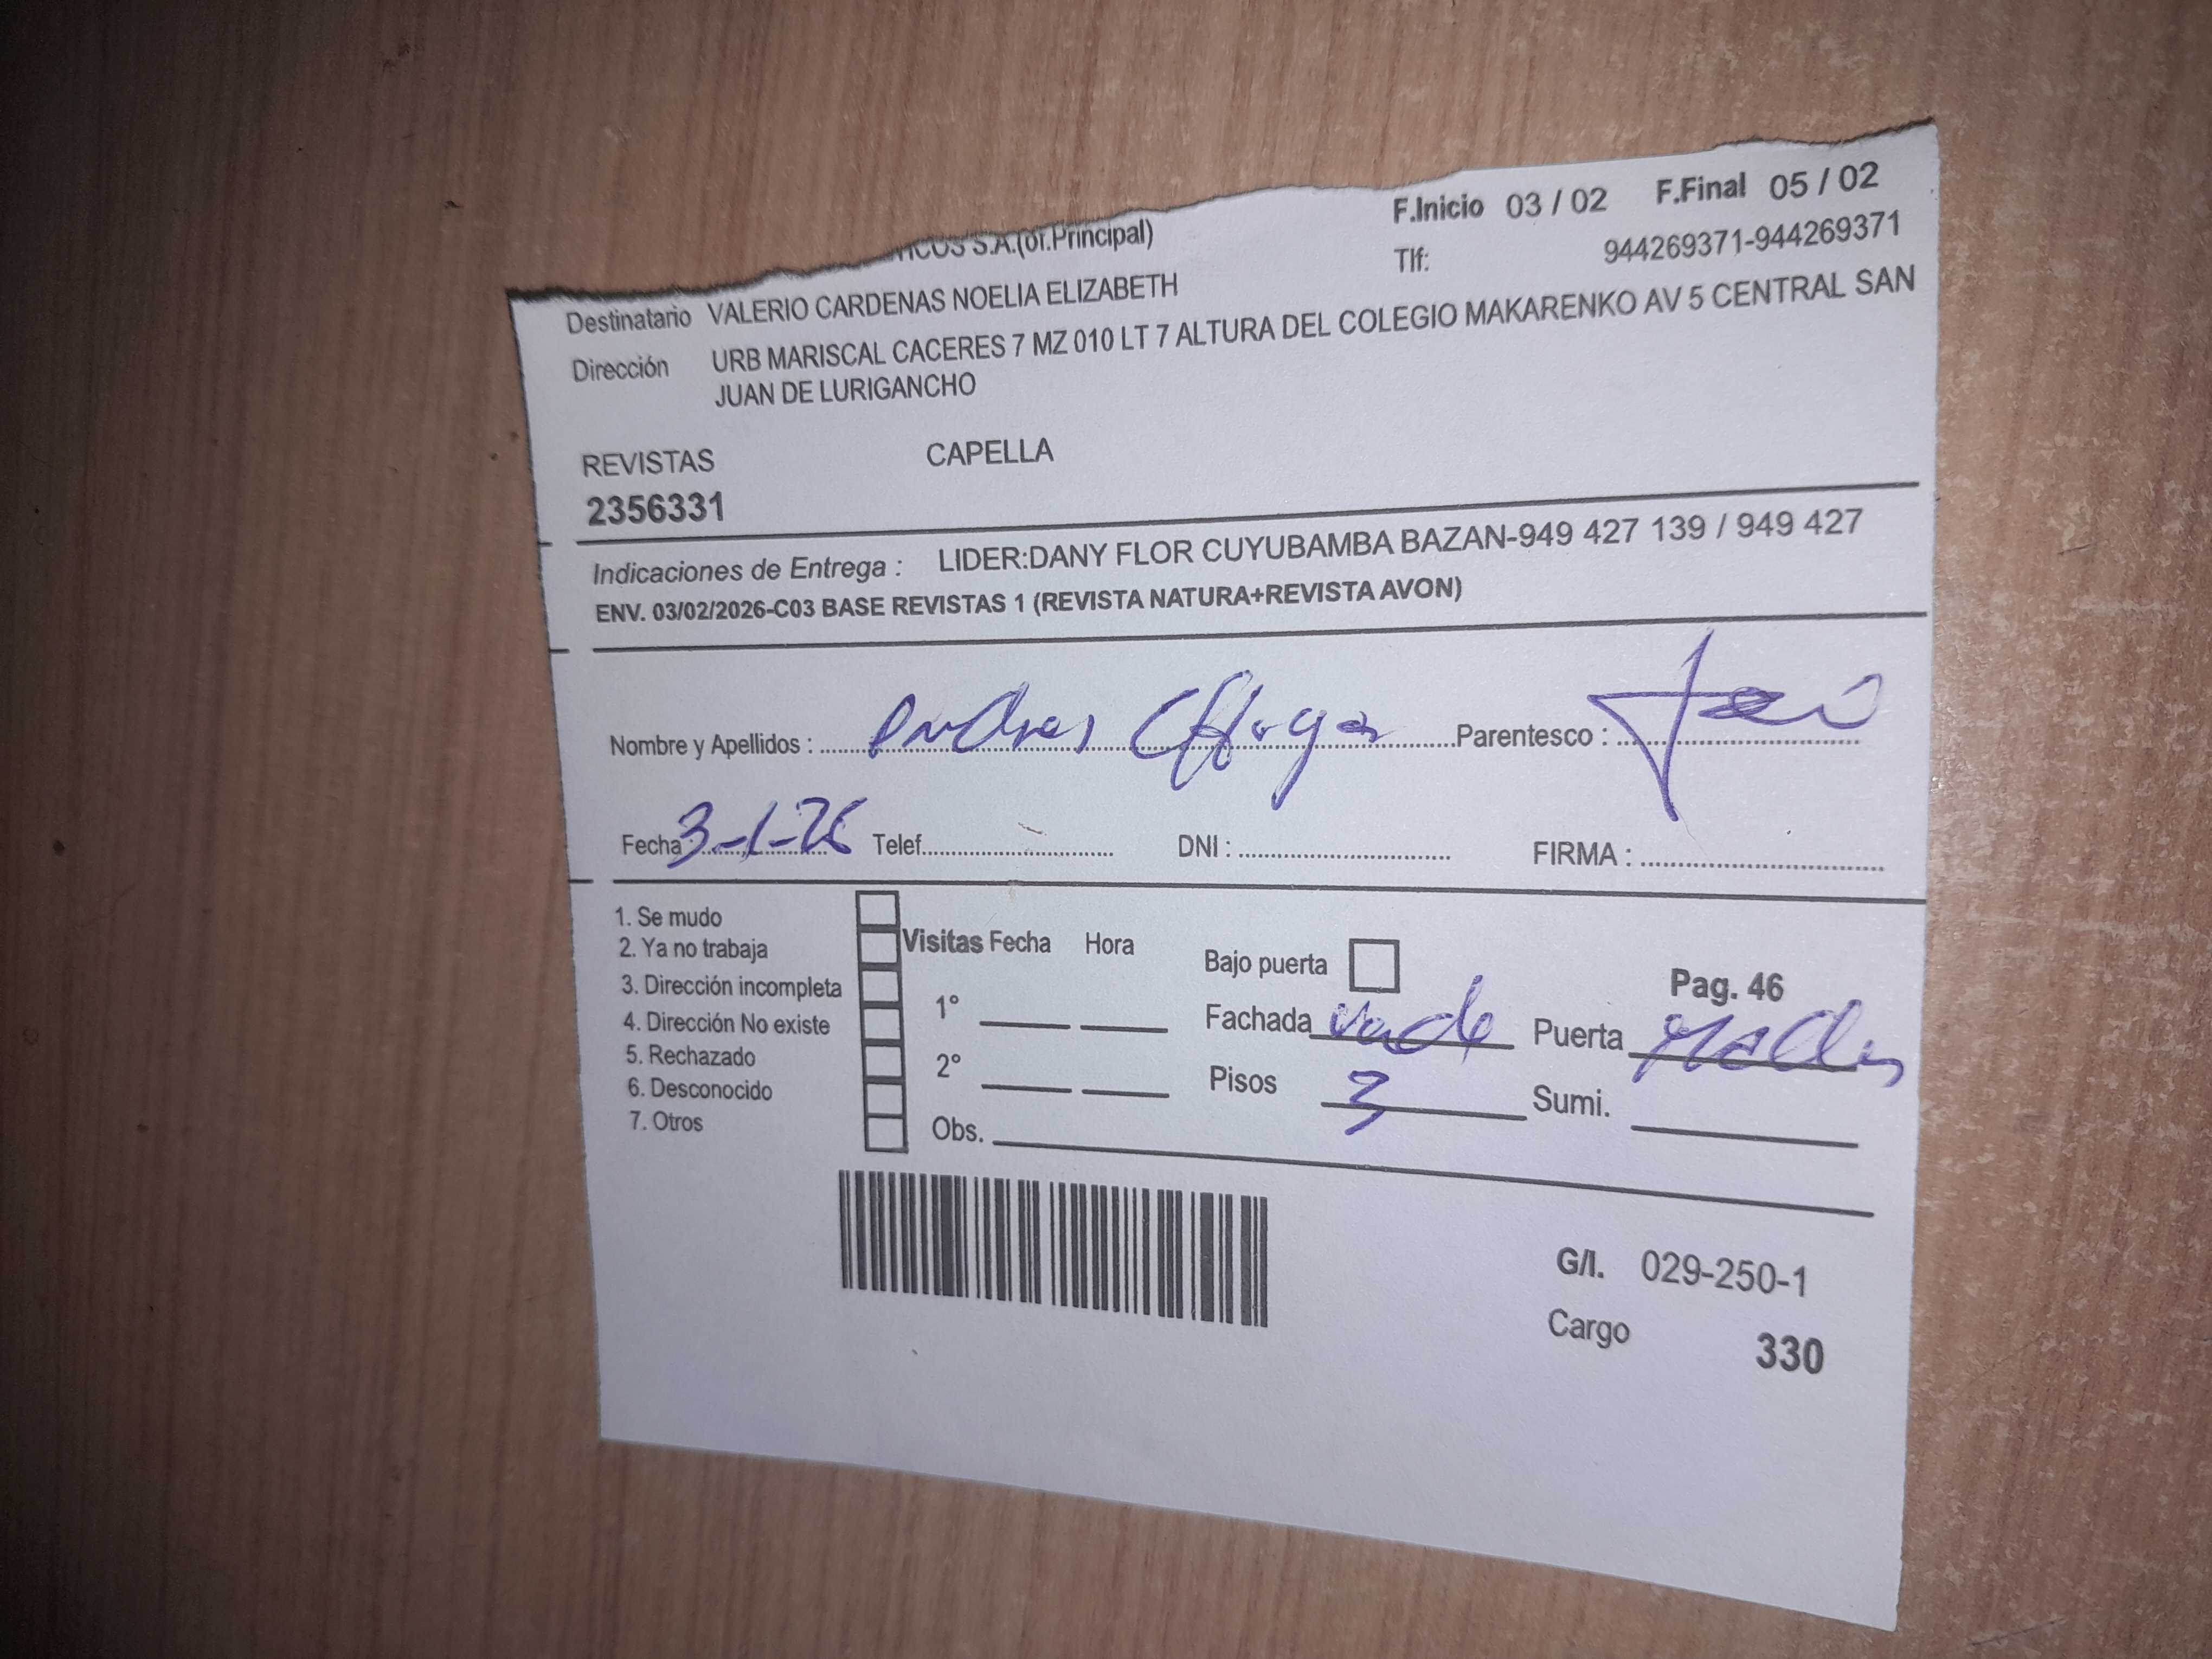 S.A.(of.Principal)
F.Inicio 03 / 02 F.Final 05 / 02
Tlf: 944269371-944269371
Destinatario VALERIO CARDENAS NOELIA ELIZABETH
Dirección URB MARISCAL CACERES 7 MZ 010 LT 7 ALTURA DEL COLEGIO MAKARENKO AV 5 CENTRAL SAN
JUAN DE LURIGANCHO
REVISTAS CAPELLA
2356331
Indicaciones de Entrega : LIDER:DANY FLOR CUYUBAMBA BAZAN-949 427 139 / 949 427
ENV. 03/02/2026-C03 BASE REVISTAS 1 (REVISTA NATURA+REVISTA AVON)
Nombre y Apellidos : Parentesco :
Fecha : 3-1-26 Telef. DNI : FIRMA :
1. Se mudo
2. Ya no trabaja
3. Dirección incompleta
4. Dirección No existe
5. Rechazado
6. Desconocido
7. Otros
Visitas Fecha Hora
1°
2°
Obs.
Bajo puerta
Pag. 46
Fachada Puerta
Pisos 3 Sumi.
G/I. 029-250-1
Cargo 330